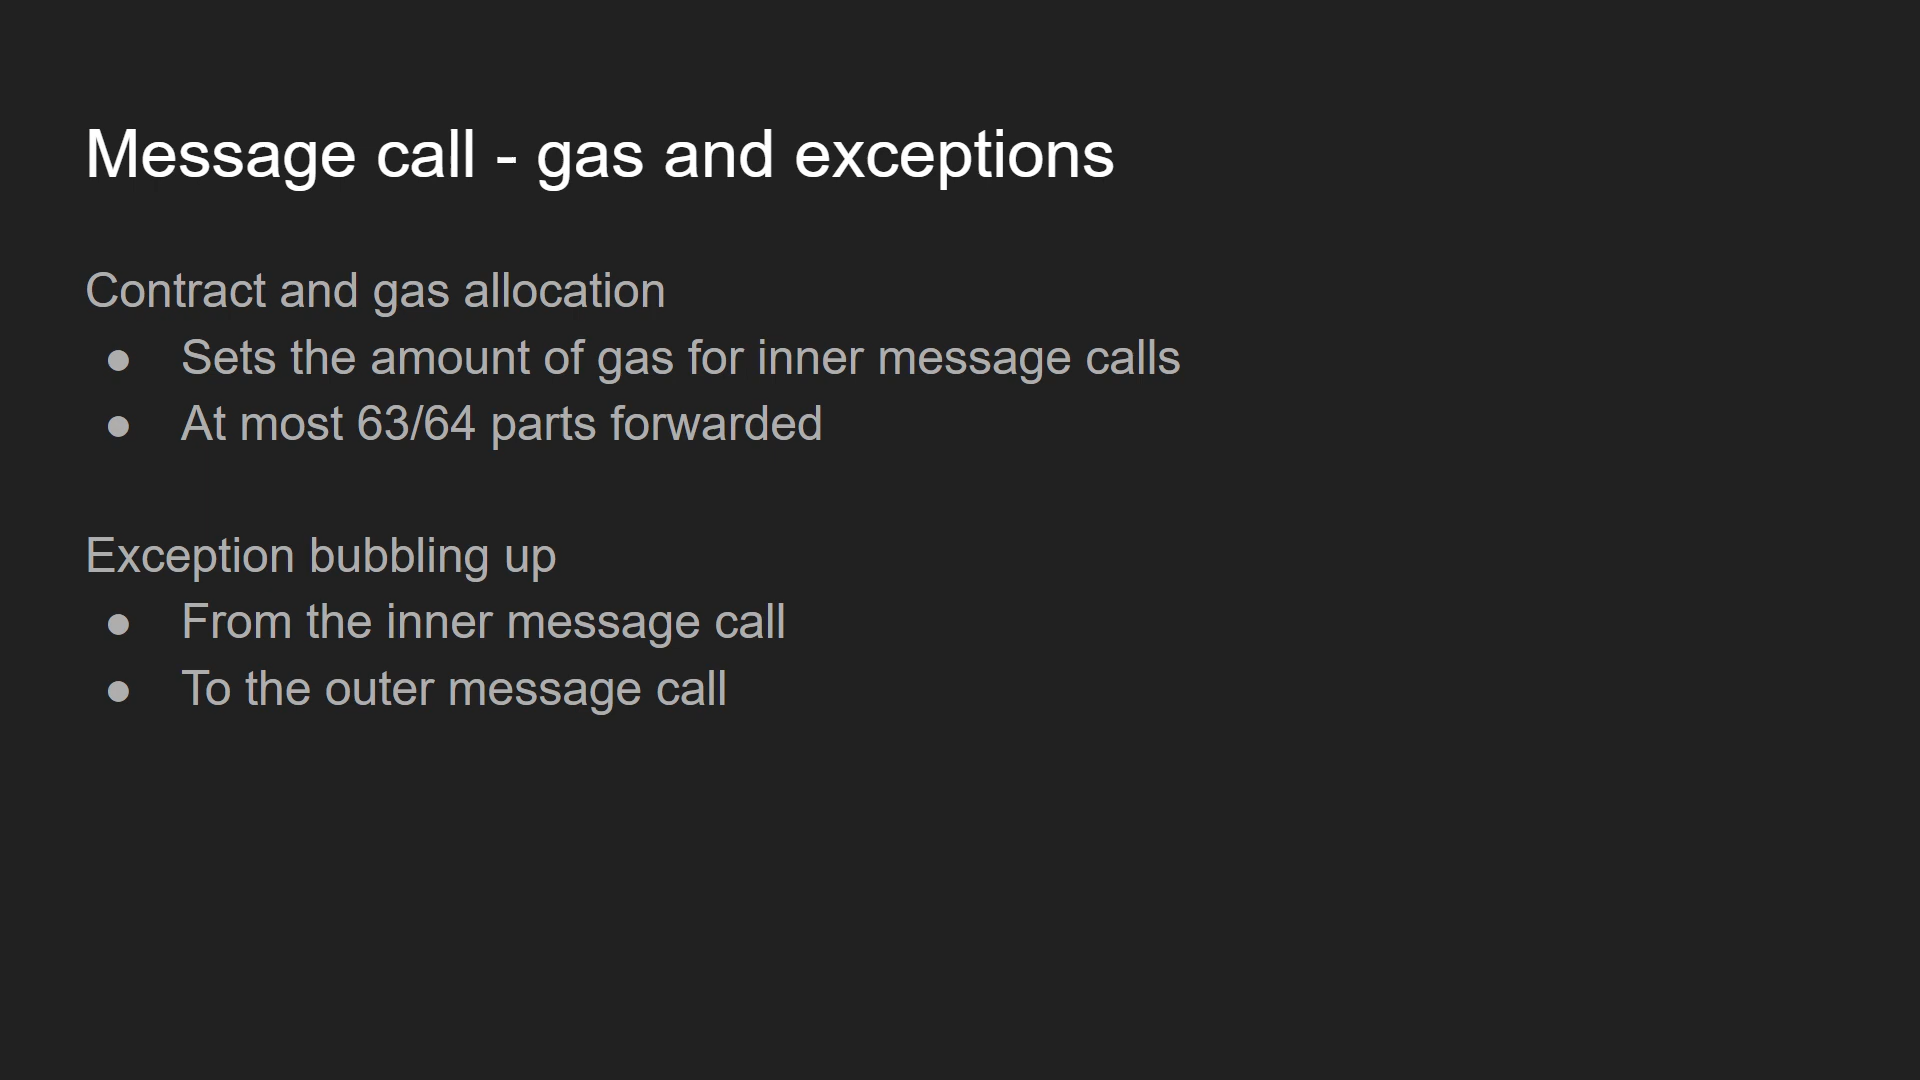 Message call - gas and exceptions
Contract and gas allocation
● Sets the amount of gas for inner message calls
● At most 63/64 parts forwarded
Exception bubbling up
● From the inner message call
● To the outer message call